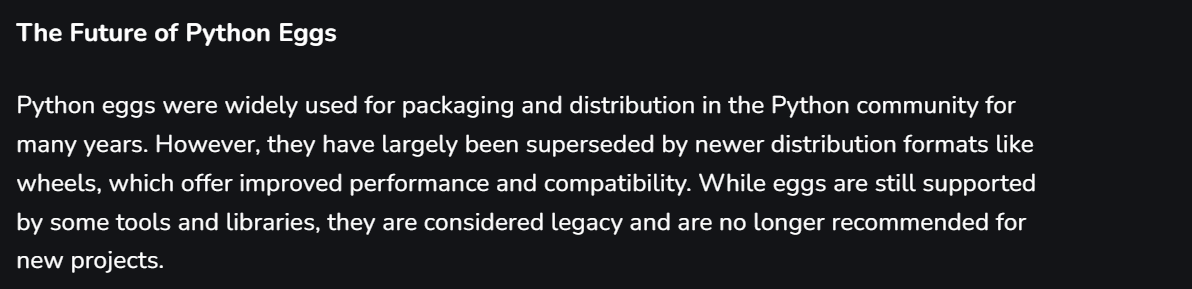 The Future of Python Eggs
Python eggs were widely used for packaging and distribution in the Python community for
many years. However, they have largely been superseded by newer distribution formats like
wheels, which offer improved performance and compatibility. While eggs are still supported
by some tools and libraries, they are considered legacy and are no longer recommended for
new projects.